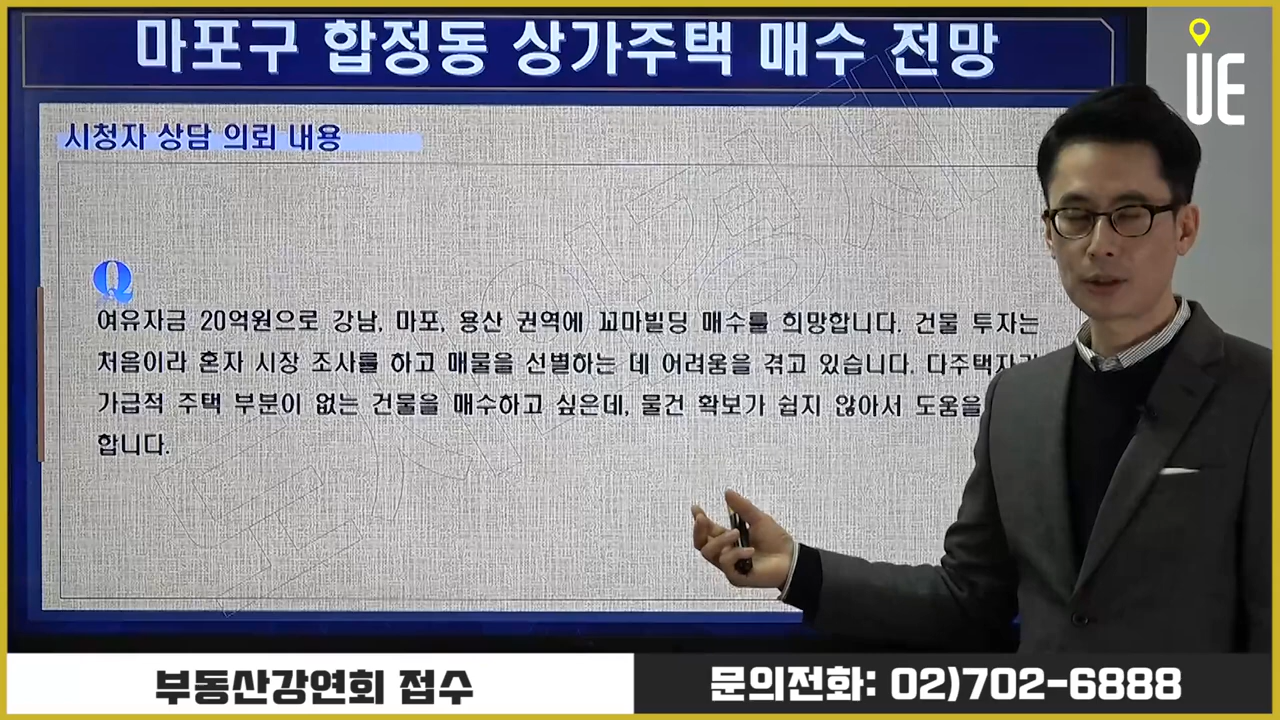 마포구 합정동 상가주택 매수 전망
UE
시청자 상담 의뢰 내용
Q
여유자금 20억원으로 강남, 마포, 용산 권역에 꼬마빌딩 매수를 희망합니다. 건물 투자는
처음이라 혼자 시장 조사를 하고 매물을 선별하는 데 어려움을 겪고 있습니다.
가급적 주택 부분이 없는 건물을 매수하고 싶은데, 물건 확보가 쉽지 않아서 도움을
합니다.
부동산강연회 접수
문의전화: 02)702-6888